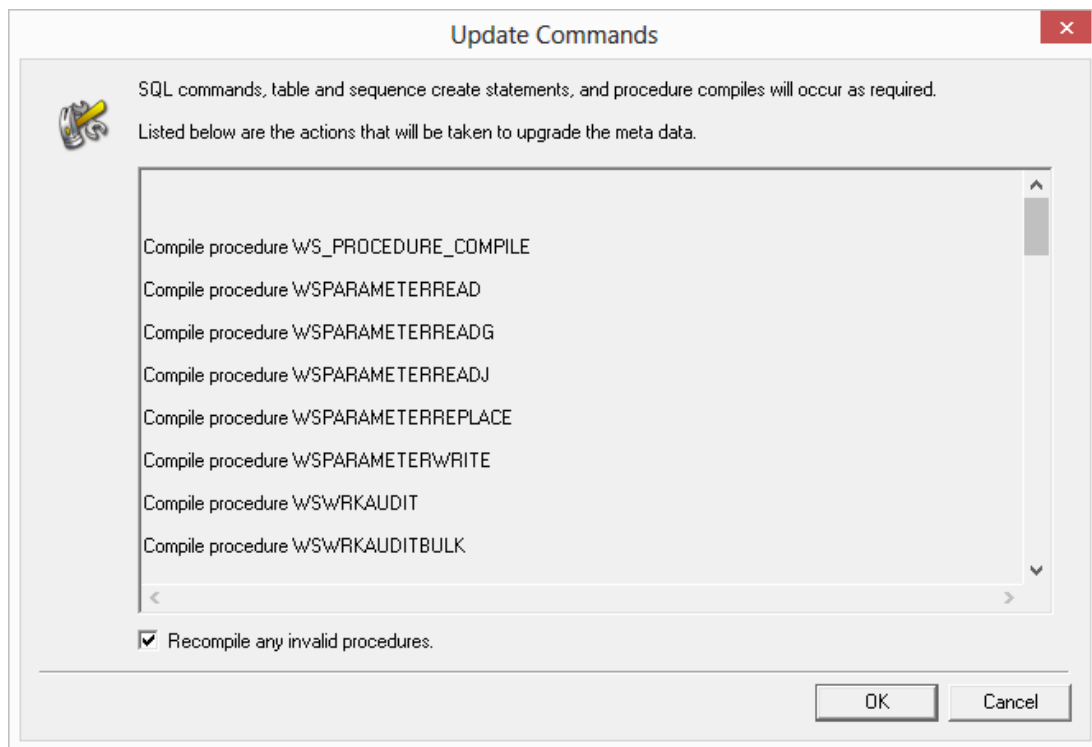 Update Commands
SQL commands, table and sequence create statements, and procedure compiles will occur as required.
Listed below are the actions that will be taken to upgrade the meta data.
Compile procedure WS_PROCEDURE_COMPILE
Compile procedure WSPARAMETERREAD
Compile procedure WSPARAMETERREADG
Compile procedure WSPARAMETERREADJ
Compile procedure WSPARAMETERREPLACE
Compile procedure WSPARAMETERWRITE
Compile procedure WSWRKAUDIT
Compile procedure WSWRKAUDITBULK
Recompile any invalid procedures.
OK Cancel